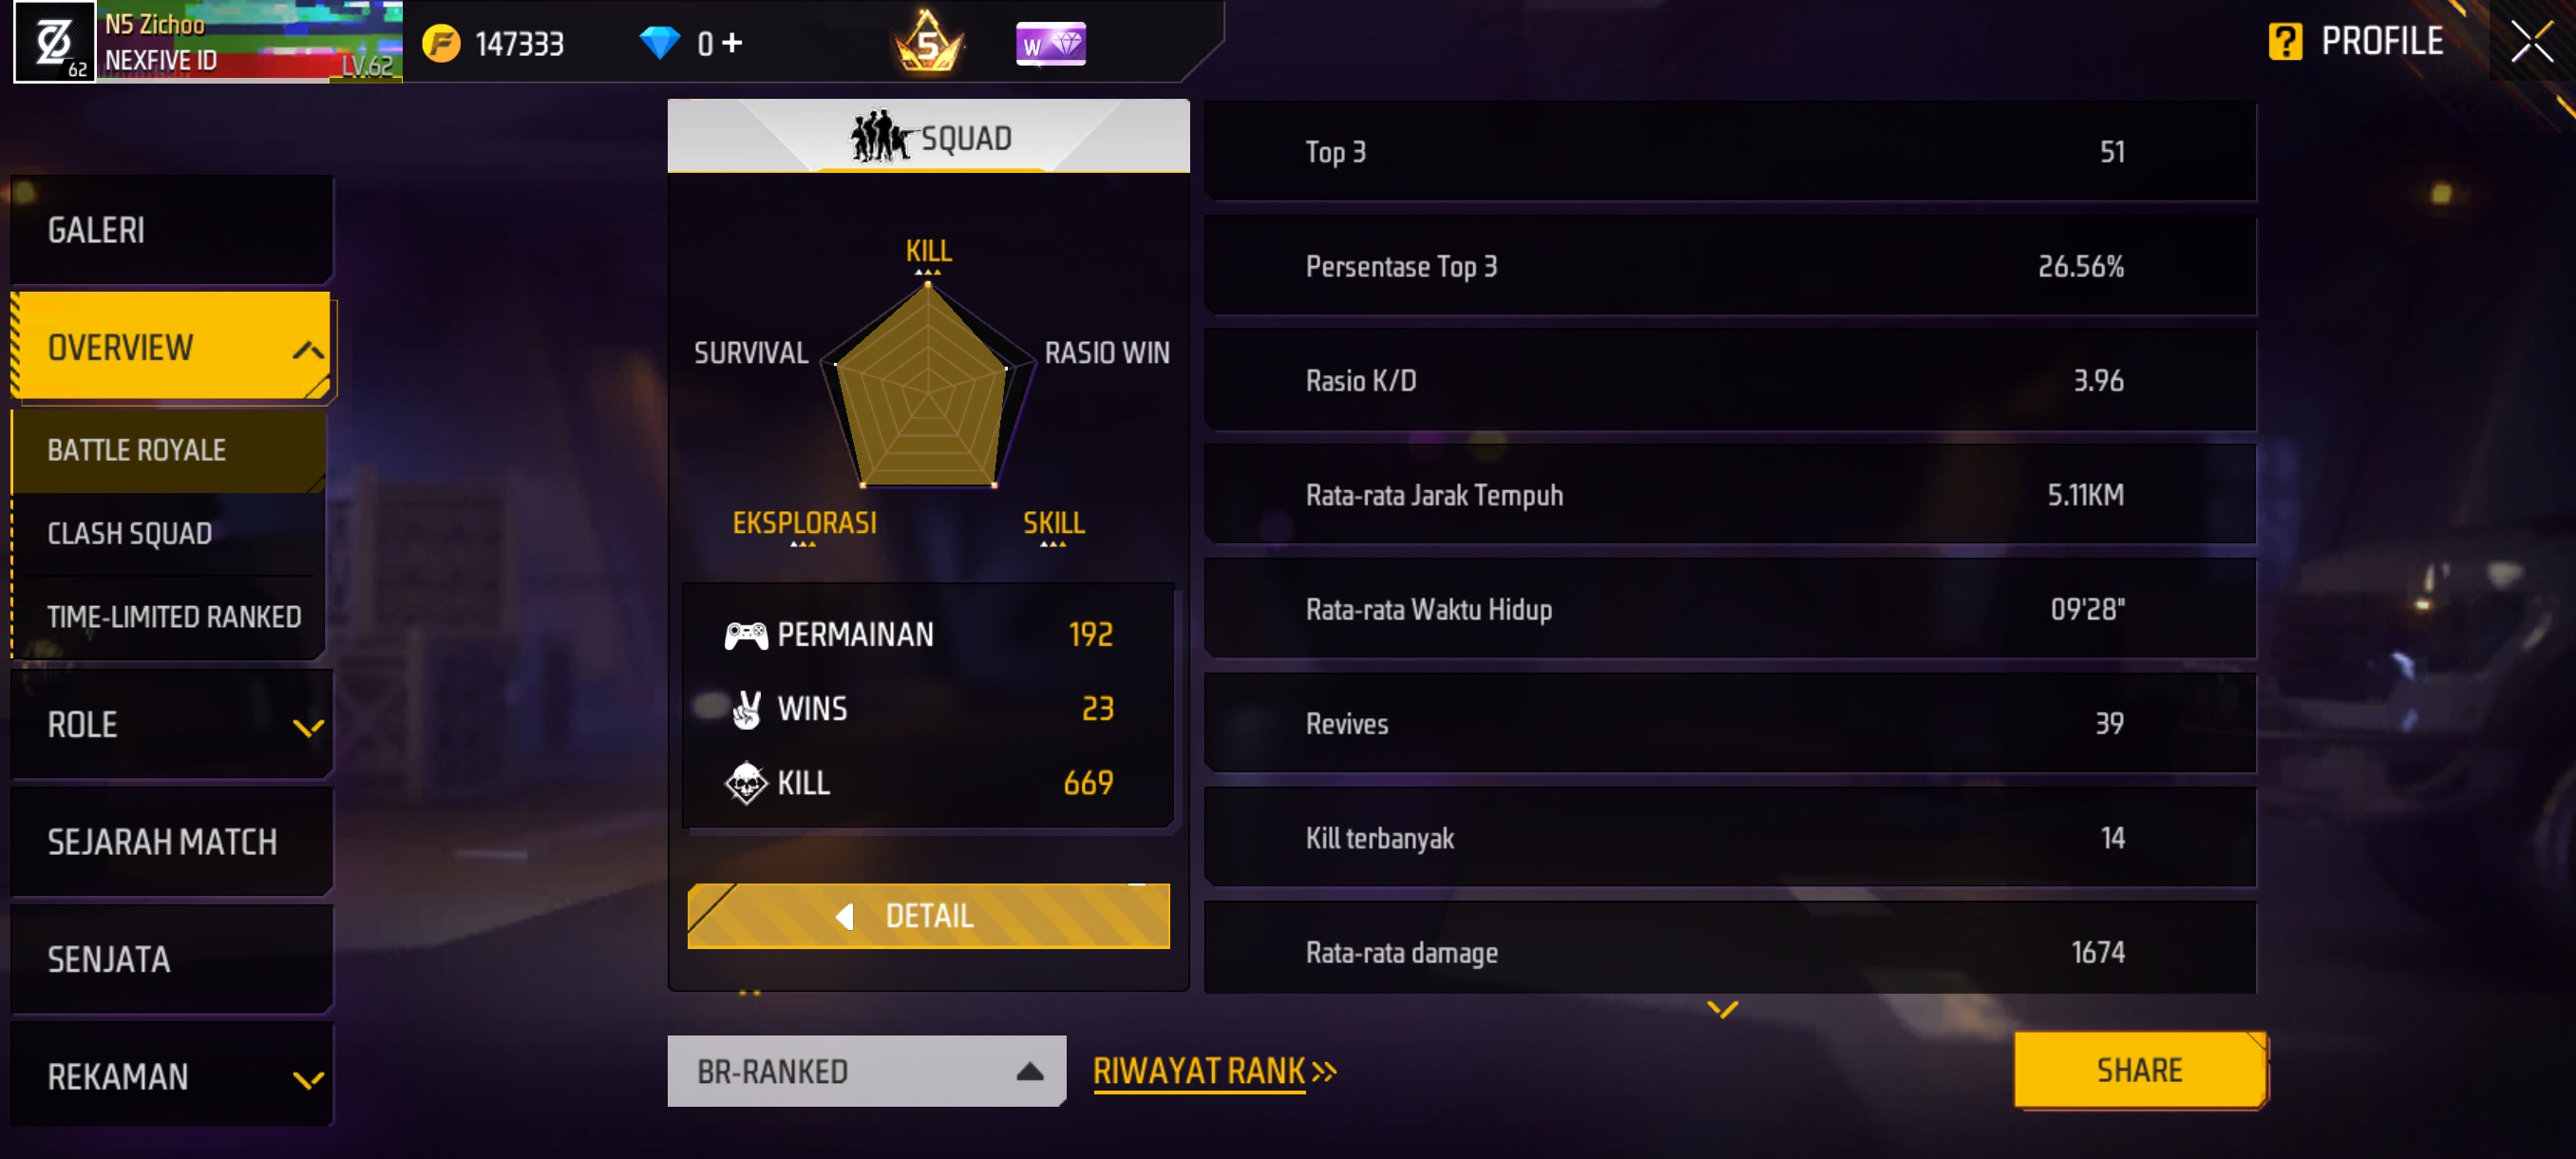 N5 Zichoo
NEXFIVE ID
62
LV.62
147333
0 +
5
W
? PROFILE
GALERI
OVERVIEW
BATTLE ROYALE
CLASH SQUAD
TIME-LIMITED RANKED
ROLE
SEJARAH MATCH
SENJATA
REKAMAN
SQUAD
KILL
SURVIVAL
RASIO WIN
EKSPLORASI
SKILL
PERMAINAN 192
WINS 23
KILL 669
DETAIL
BR-RANKED
RIWAYAT RANK >>
Top 3 51
Persentase Top 3 26.56%
Rasio K/D 3.96
Rata-rata Jarak Tempuh 5.11KM
Rata-rata Waktu Hidup 09'28"
Revives 39
Kill terbanyak 14
Rata-rata damage 1674
SHARE